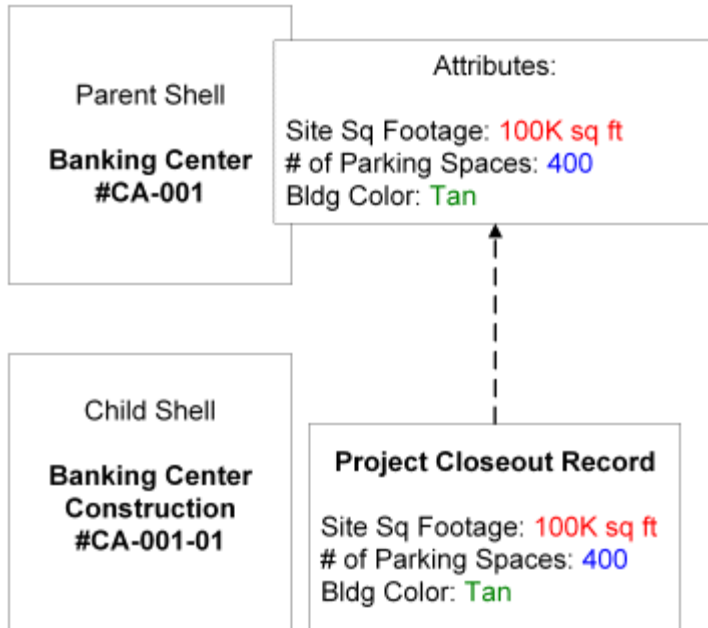 Parent Shell
Banking Center
#CA-001
Attributes:
Site Sq Footage: 100K sq ft
# of Parking Spaces: 400
Bldg Color: Tan
Child Shell
Banking Center
Construction
#CA-001-01
Project Closeout Record
Site Sq Footage: 100K sq ft
# of Parking Spaces: 400
Bldg Color: Tan